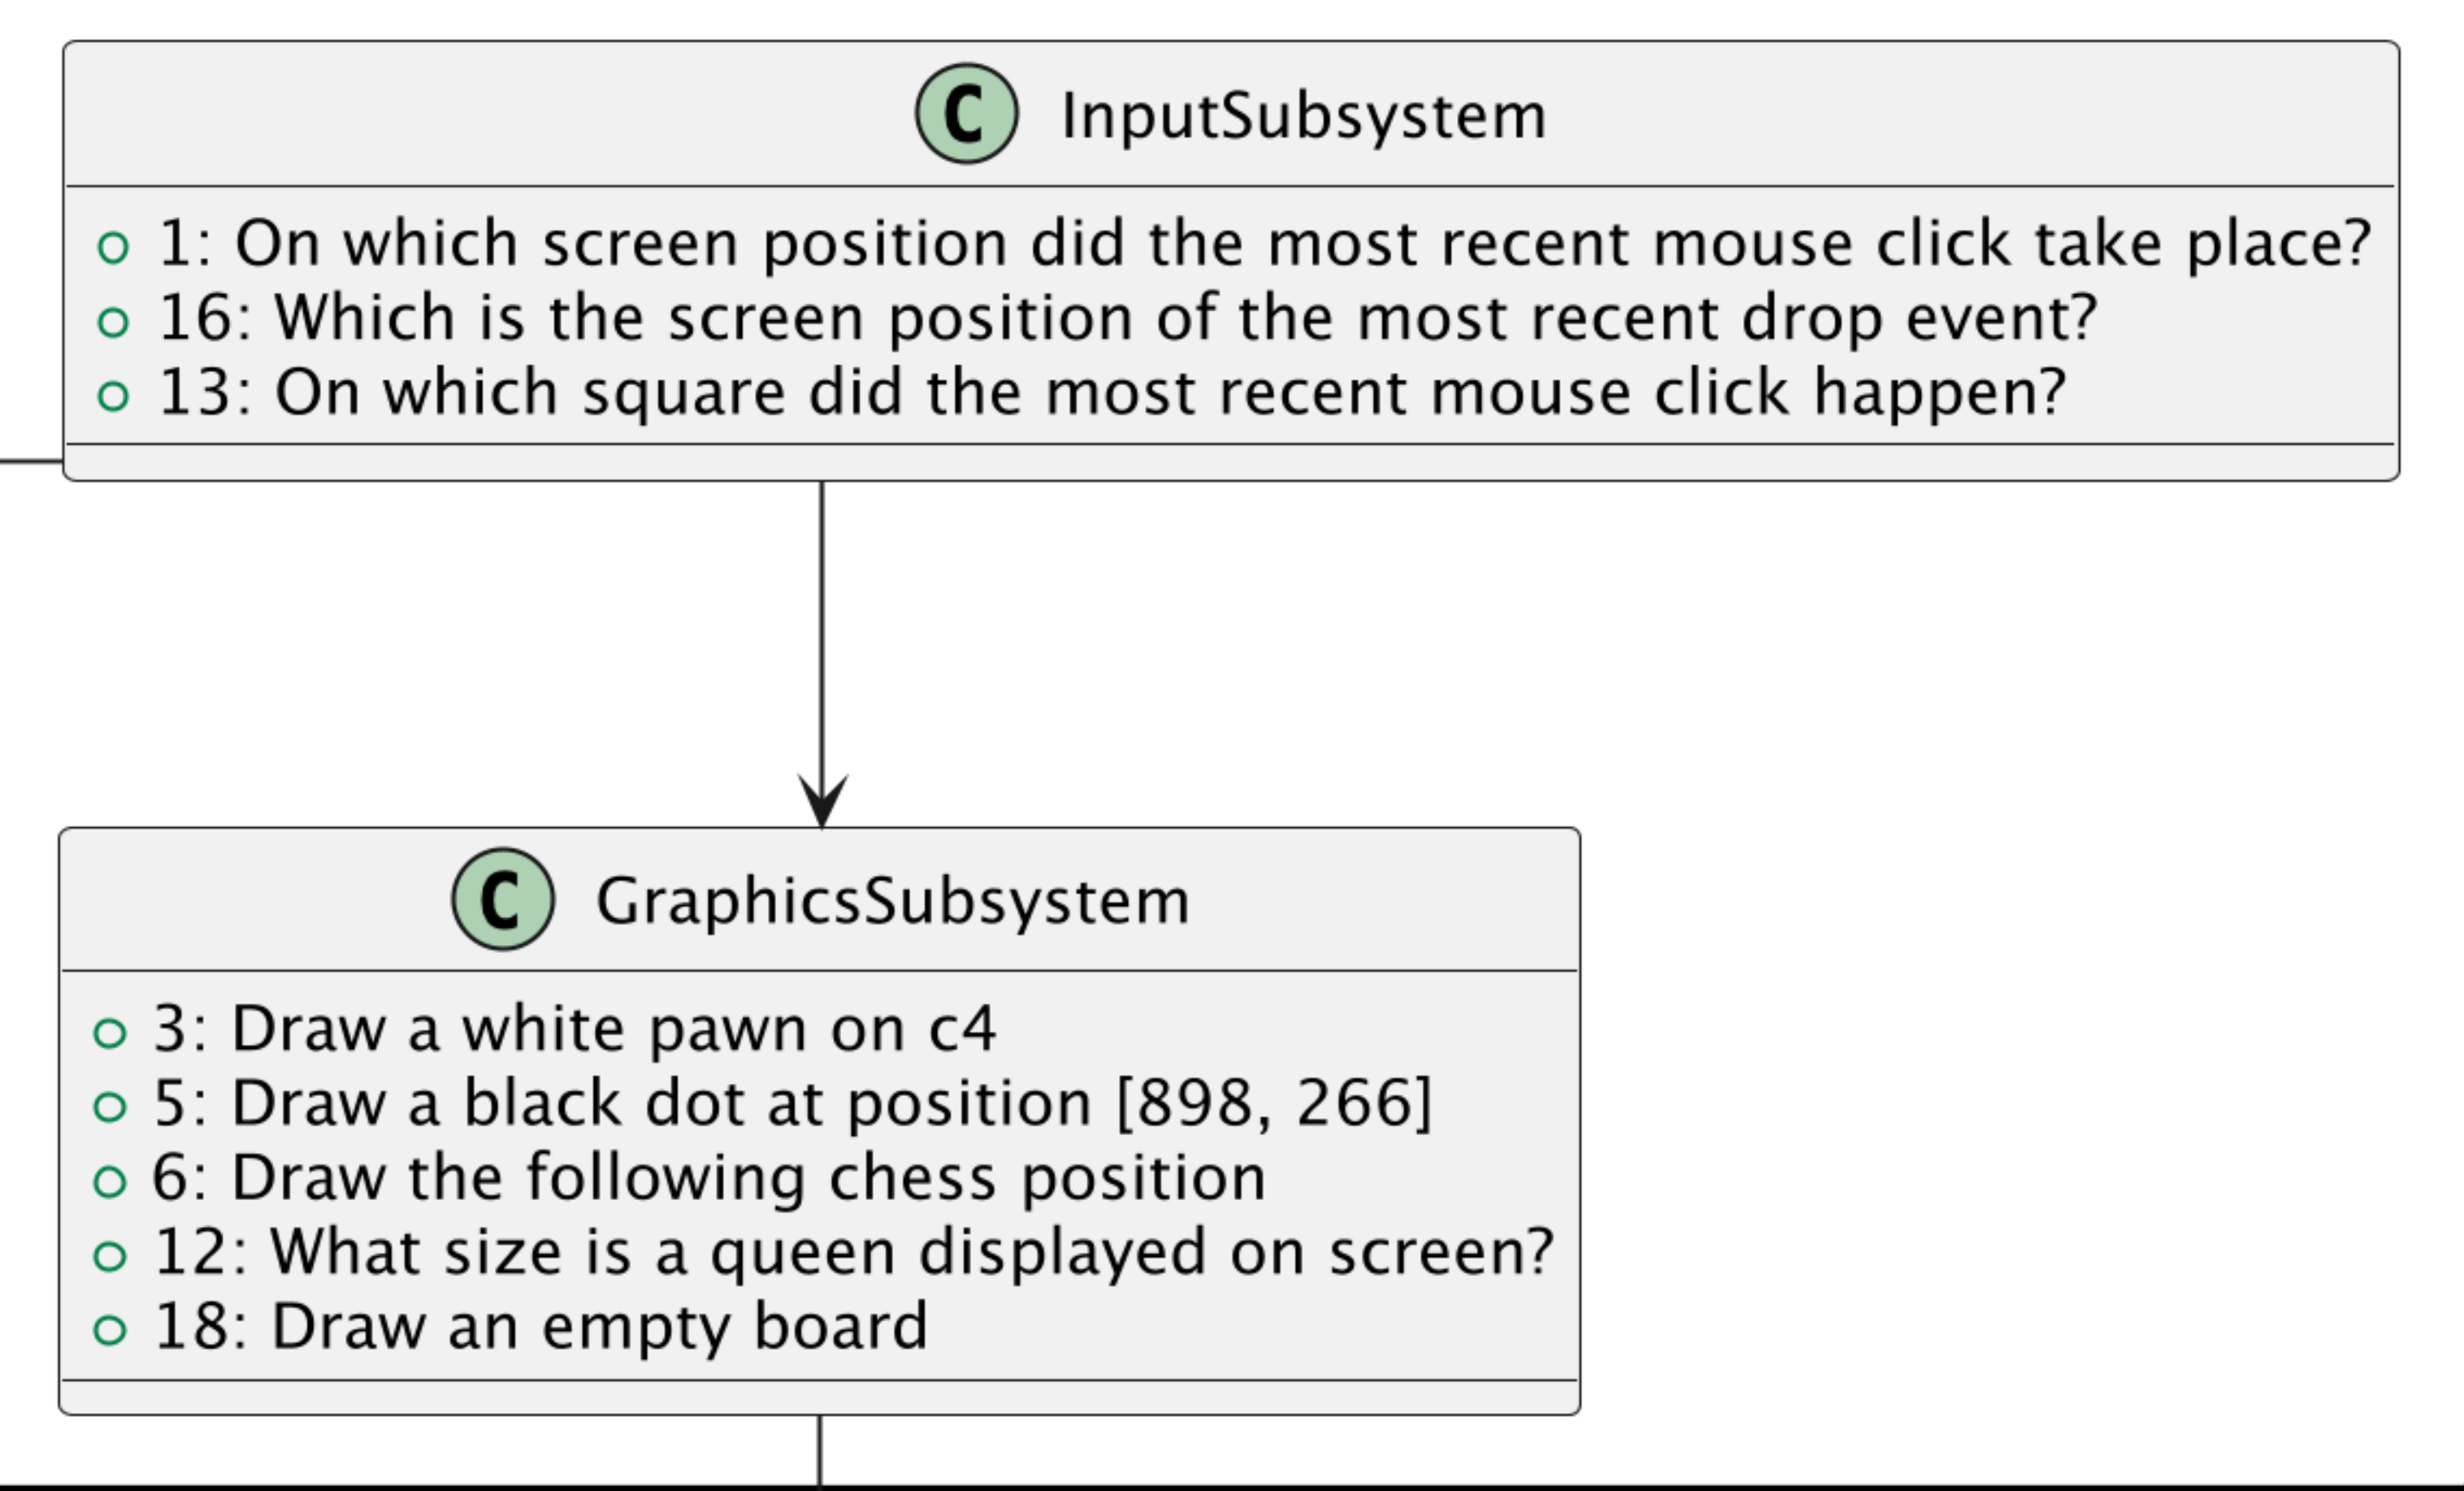 C InputSubsystem
1: On which screen position did the most recent mouse click take place?
16: Which is the screen position of the most recent drop event?
13: On which square did the most recent mouse click happen?
C GraphicsSubsystem
3: Draw a white pawn on c4
5: Draw a black dot at position [898, 266]
6: Draw the following chess position
12: What size is a queen displayed on screen?
18: Draw an empty board